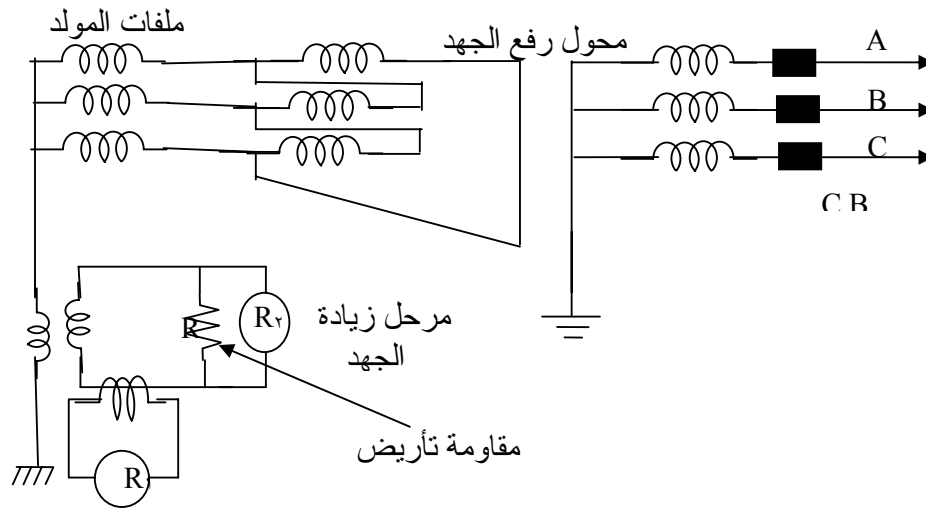 ملفات المولد
محول رفع الجهد
A
B
C
C B
R
R٢
مرحل زيادة
الجهد
مقاومة تأريض
R